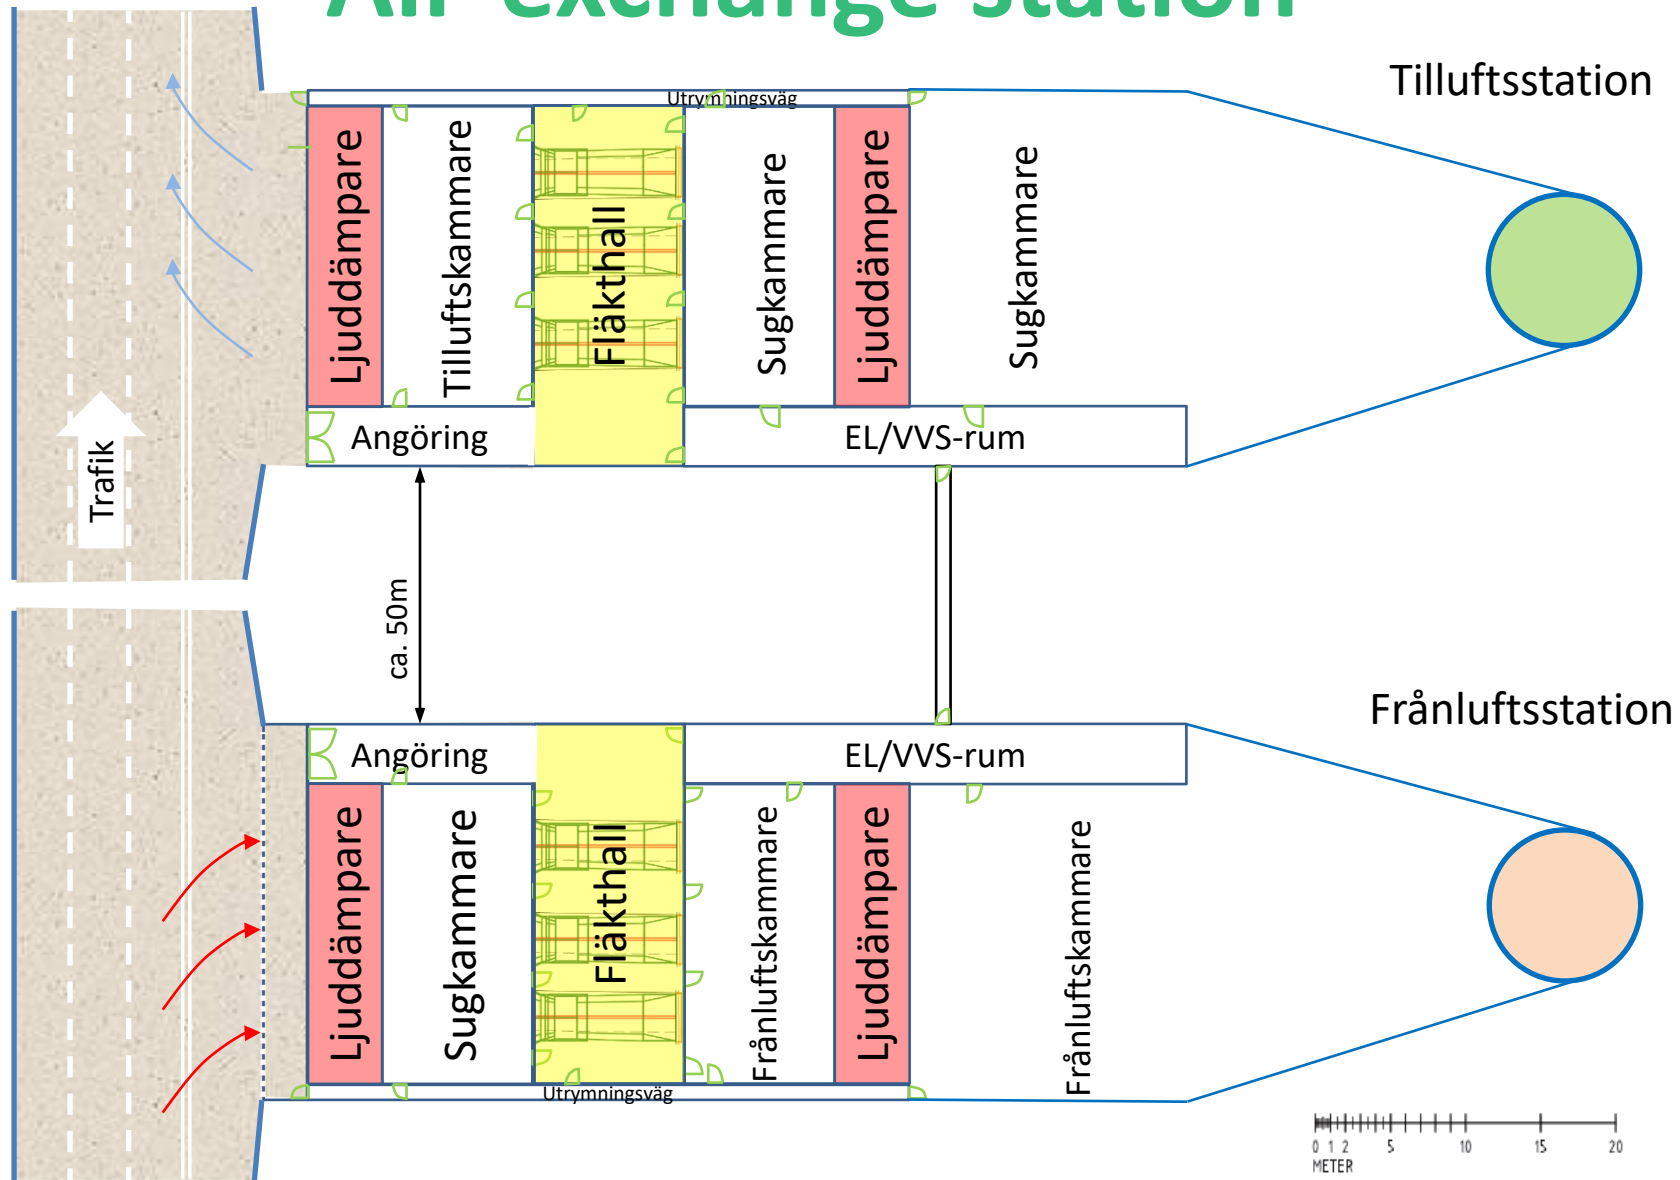 Air exchange station
Tilluftsstation
Utrymningsväg
Ljuddämpare
Tilluftskammare
Fläkthall
Sugkammare
Ljuddämpare
Sugkammare
Angöring
EL/VVS-rum
Trafik
ca. 50m
Frånluftsstation
Angöring
EL/VVS-rum
Ljuddämpare
Sugkammare
Fläkthall
Frånluftskammare
Ljuddämpare
Frånluftskammare
Utrymningsväg
0 1 2 5 10 15 20
METER